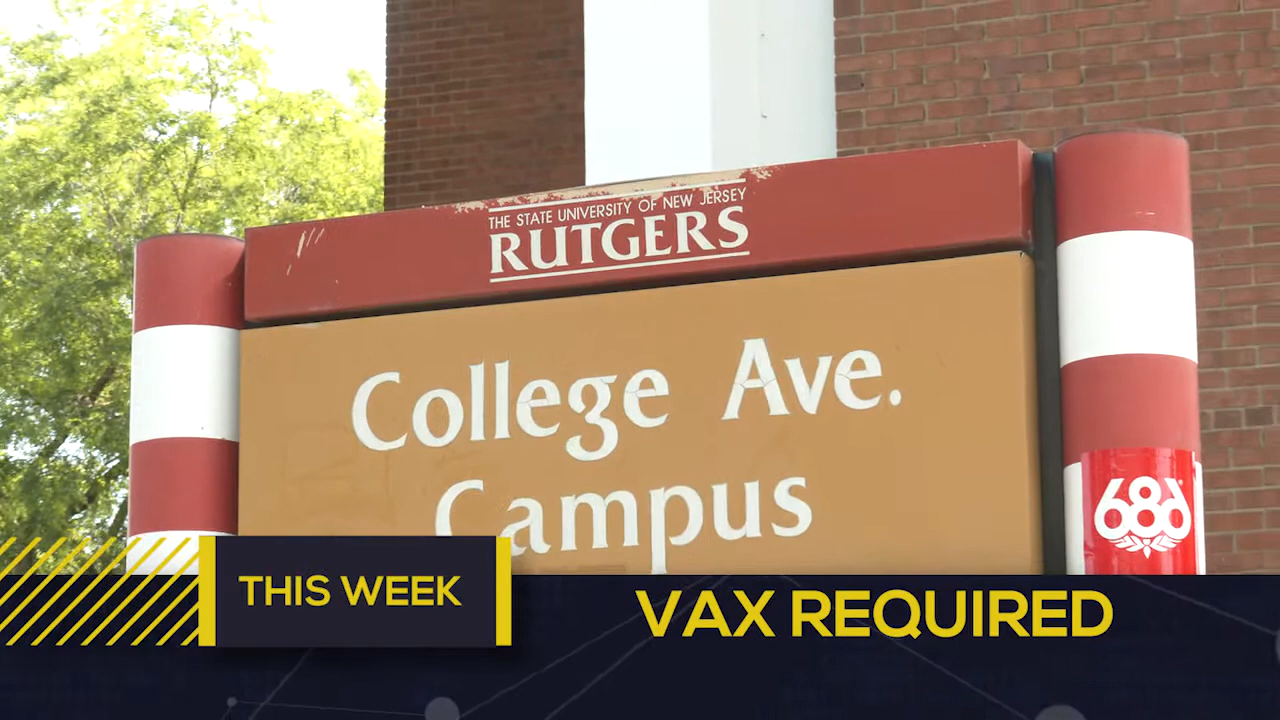 THE STATE UNIVERSITY OF NEW JERSEY
RUTGERS
College Ave.
Campus
686
THIS WEEK
VAX REQUIRED